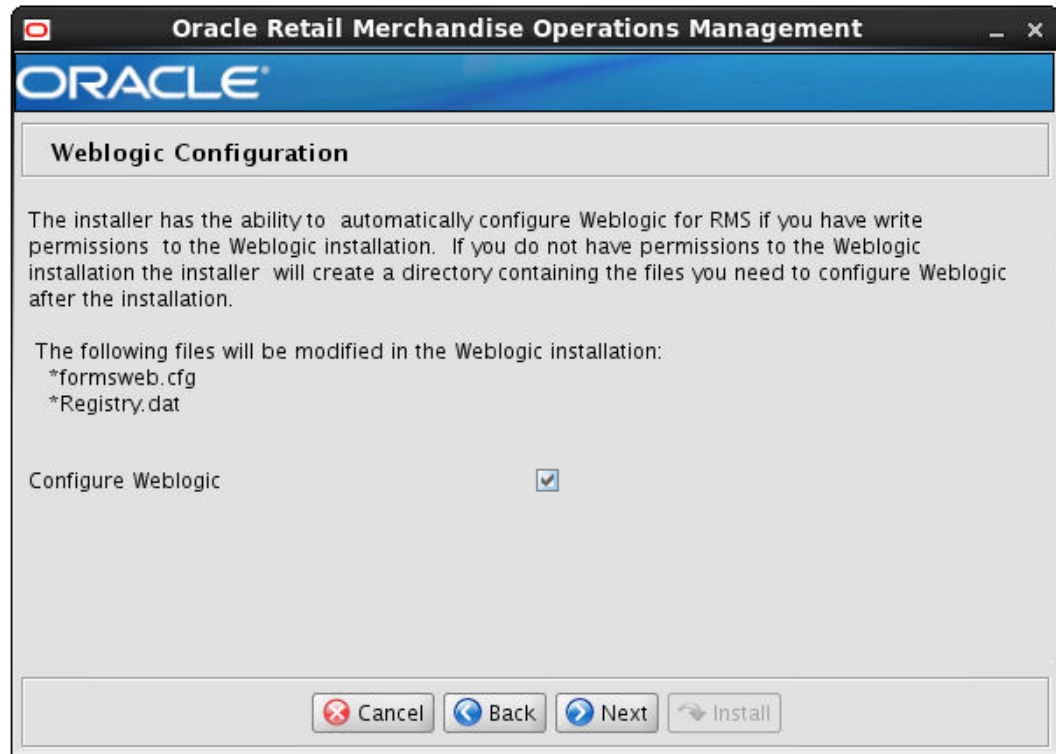 Oracle Retail Merchandise Operations Management
ORACLE
Weblogic Configuration
The installer has the ability to  automatically configure Weblogic for RMS if you have write
permissions  to the Weblogic installation.  If you do not have permissions to the Weblogic
installation the installer  will create a directory containing the files you need to configure Weblogic
after the installation.
The following files will be modified in the Weblogic installation:
*formsweb.cfg
*Registry.dat
Configure Weblogic
Cancel Back Next Install